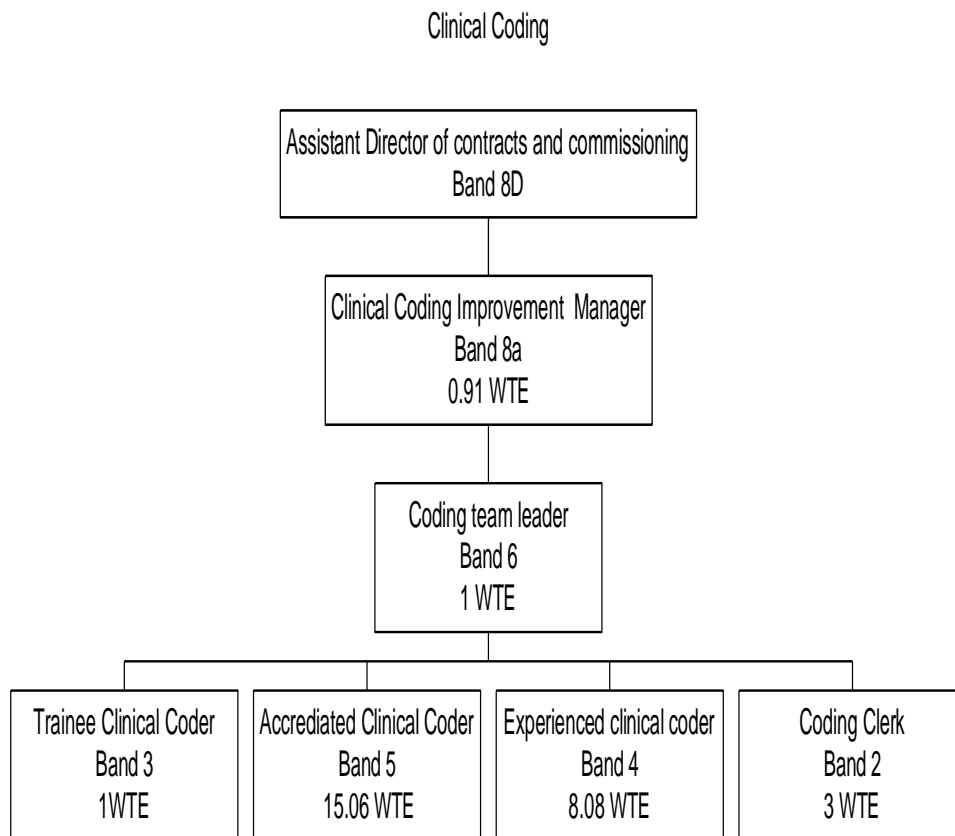 Clinical Coding
Assistant Director of contracts and commissioning
Band 8D
Clinical Coding Improvement  Manager
Band 8a
0.91 WTE
Coding team leader
Band 6
1 WTE
Trainee Clinical Coder
Band 3
1WTE
Accrediated Clinical Coder
Band 5
15.06 WTE
Experienced clinical coder
Band 4
8.08 WTE
Coding Clerk
Band 2
3 WTE